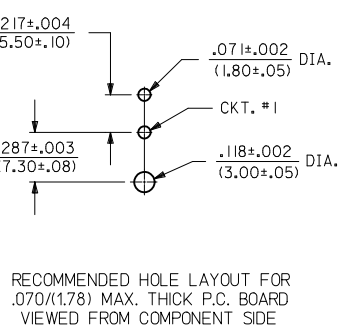 .217±.004
(5.50±.10)
.071±.002 DIA.
(1.80±.05)
CKT. #1
.287±.003
(7.30±.08)
.118±.002 DIA.
(3.00±.05)
RECOMMENDED HOLE LAYOUT FOR
.070/(1.78) MAX. THICK P.C. BOARD
VIEWED FROM COMPONENT SIDE